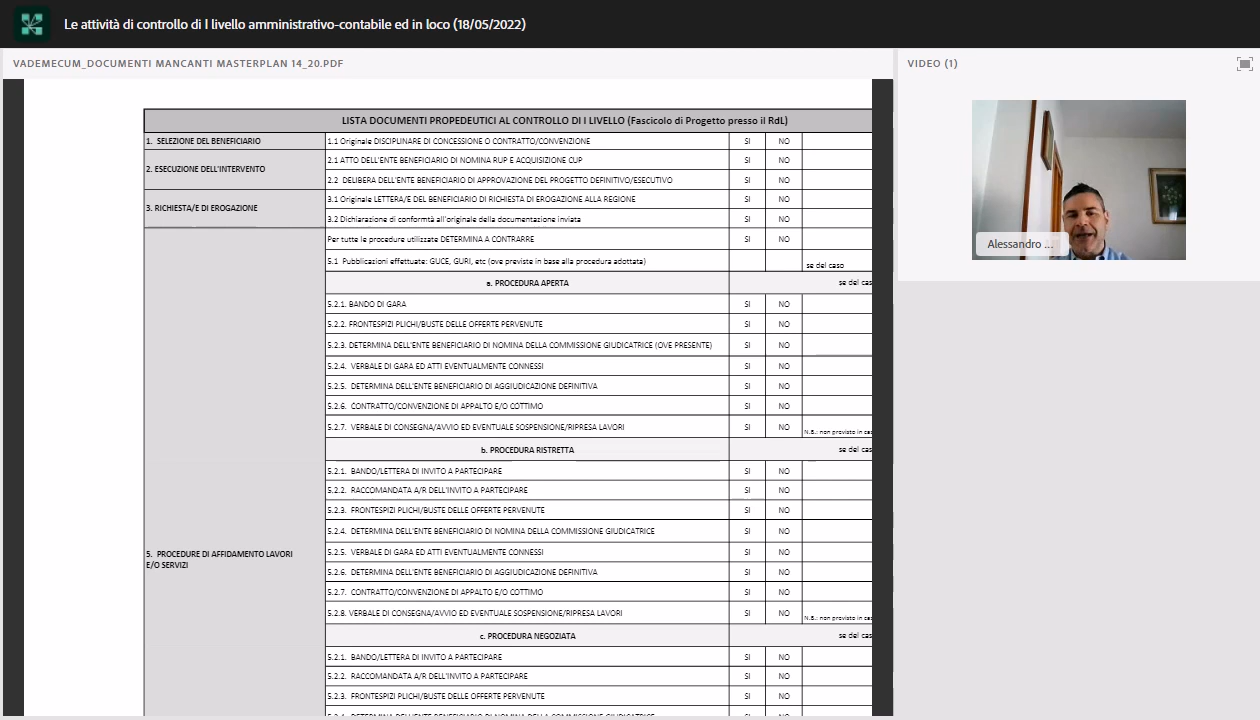 Le attività di controllo di I livello amministrativo-contabile ed in loco (18/05/2022)
VADEMECUM_DOCUMENTI MANCANTI MASTERPLAN 14_20.PDF
VIDEO (1)
Alessandro ...
LISTA DOCUMENTI PROPEDEUTICI AL CONTROLLO DI I LIVELLO (Fascicolo di Progetto presso il RdL)
1. SELEZIONE DEL BENEFICIARIO
1.1 Originale DISCIPLINARE DI CONCESSIONE O CONTRATTO/CONVENZIONE SI NO
2. ESECUZIONE DELL'INTERVENTO
2.1 ATTO DELL'ENTE BENEFICIARIO DI NOMINA RUP E ACQUISIZIONE CUP SI NO
2.2 DELIBERA DELL'ENTE BENEFICIARIO DI APPROVAZIONE DEL PROGETTO DEFINITIVO/ESECUTIVO SI NO
3. RICHIESTA/E DI EROGAZIONE
3.1 Originale LETTERA/E DEL BENEFICIARIO DI RICHIESTA DI EROGAZIONE ALLA REGIONE SI NO
3.2 Dichiarazione di conformtà all'originale della documentazione inviata SI NO
5. PROCEDURE DI AFFIDAMENTO LAVORI
E/O SERVIZI
Per tutte le procedure utilizzate DETERMINA A CONTRARRE SI NO
5.1 Pubblicazioni effettuate: GUCE, GURI, etc (ove previste in base alla procedura adottata) se del caso
a. PROCEDURA APERTA se del cas
5.2.1. BANDO DI GARA SI NO
5.2.2. FRONTESPIZI PLICHI/BUSTE DELLE OFFERTE PERVENUTE SI NO
5.2.3. DETERMINA DELL'ENTE BENEFICIARIO DI NOMINA DELLA COMMISSIONE GIUDICATRICE (OVE PRESENTE) SI NO
5.2.4. VERBALE DI GARA ED ATTI EVENTUALMENTE CONNESSI SI NO
5.2.5. DETERMINA DELL'ENTE BENEFICIARIO DI AGGIUDICAZIONE DEFINITIVA SI NO
5.2.6. CONTRATTO/CONVENZIONE DI APPALTO E/O COTTIMO SI NO
5.2.7. VERBALE DI CONSEGNA/AVVIO ED EVENTUALE SOSPENSIONE/RIPRESA LAVORI SI NO N.B.: non previsto in cas
b. PROCEDURA RISTRETTA se del cas
5.2.1. BANDO/LETTERA DI INVITO A PARTECIPARE SI NO
5.2.2. RACCOMANDATA A/R DELL'INVITO A PARTECIPARE SI NO
5.2.3. FRONTESPIZI PLICHI/BUSTE DELLE OFFERTE PERVENUTE SI NO
5.2.4. DETERMINA DELL'ENTE BENEFICIARIO DI NOMINA DELLA COMMISSIONE GIUDICATRICE SI NO
5.2.5. VERBALE DI GARA ED ATTI EVENTUALMENTE CONNESSI SI NO
5.2.6. DETERMINA DELL'ENTE BENEFICIARIO DI AGGIUDICAZIONE DEFINITIVA SI NO
5.2.7. CONTRATTO/CONVENZIONE DI APPALTO E/O COTTIMO SI NO
5.2.8. VERBALE DI CONSEGNA/AVVIO ED EVENTUALE SOSPENSIONE/RIPRESA LAVORI SI NO N.B.: non previsto in cas
c. PROCEDURA NEGOZIATA se del cas
5.2.1. BANDO/LETTERA DI INVITO A PARTECIPARE SI NO
5.2.2. RACCOMANDATA A/R DELL'INVITO A PARTECIPARE SI NO
5.2.3. FRONTESPIZI PLICHI/BUSTE DELLE OFFERTE PERVENUTE SI NO